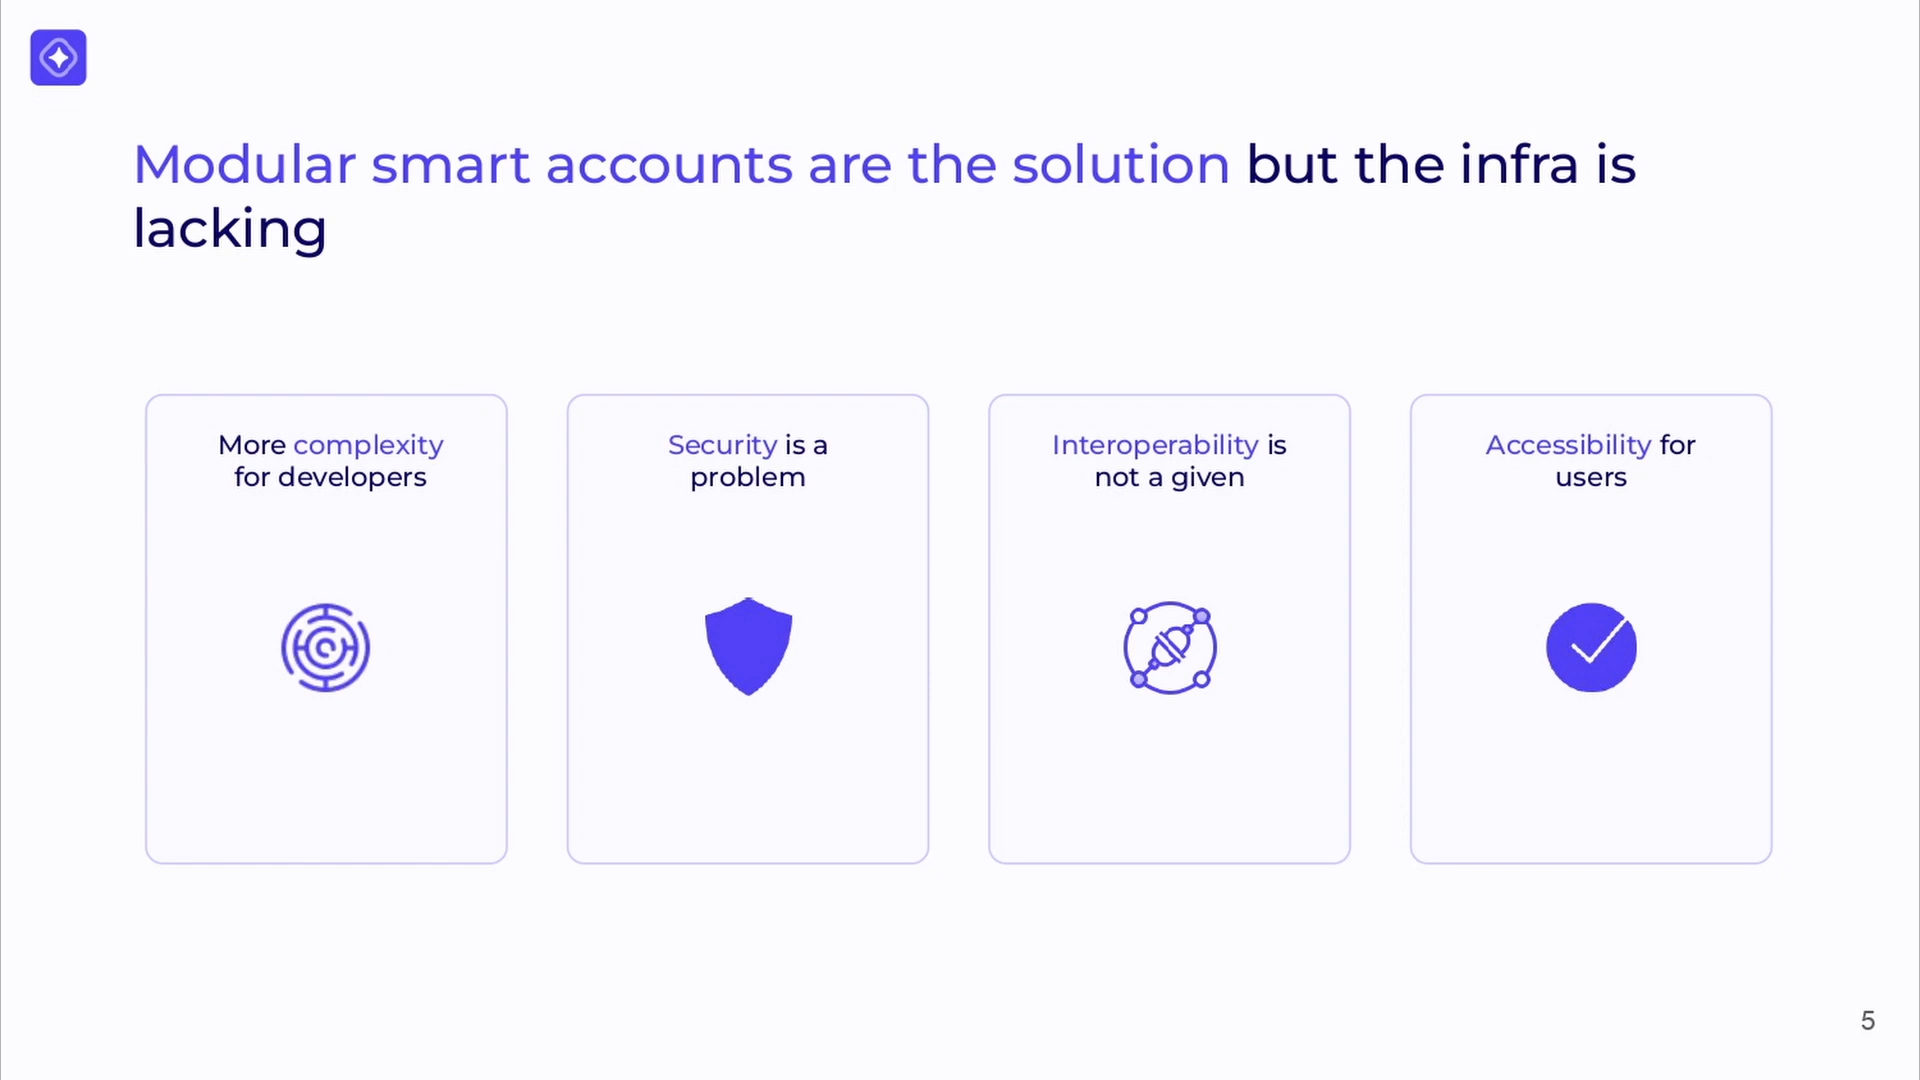 Modular smart accounts are the solution but the infra is
lacking
More complexity
for developers
Security is a
problem
Interoperability is
not a given
Accessibility for
users
5